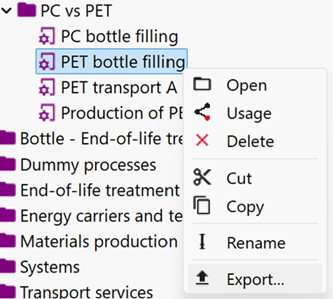 PC vs PET
PC bottle filling
PET bottle filling
PET transport A
Production of PE
Bottle - End-of-life tre
Dummy processes
End-of-life treatment
Energy carriers and te
Materials production
Systems
Transport services
Open
Usage
Delete
Cut
Copy
Rename
Export...